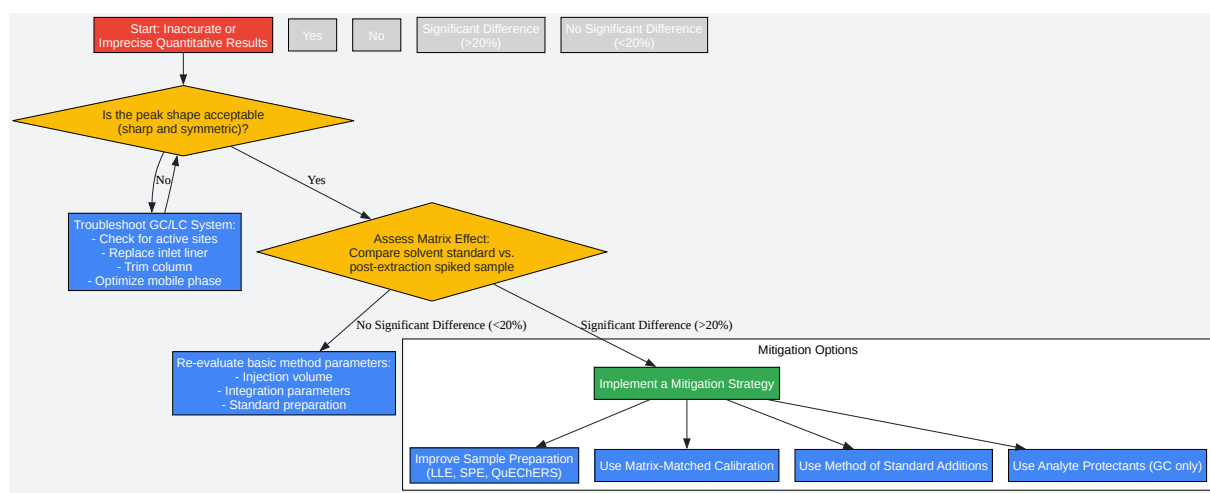 Start: Inaccurate or
Imprecise Quantitative Results
Yes
No
Significant Difference
(>20%)
No Significant Difference
(<20%)
Is the peak shape acceptable
(sharp and symmetric)?
No
Yes
Troubleshoot GC/LC System:
- Check for active sites
- Replace inlet liner
- Trim column
- Optimize mobile phase
Assess Matrix Effect:
Compare solvent standard vs.
post-extraction spiked sample
No Significant Difference (<20%)
Significant Difference (>20%)
Re-evaluate basic method parameters:
- Injection volume
- Integration parameters
- Standard preparation
Mitigation Options
Implement a Mitigation Strategy
Improve Sample Preparation
(LLE, SPE, QuEChERS)
Use Matrix-Matched Calibration
Use Method of Standard Additions
Use Analyte Protectants (GC only)